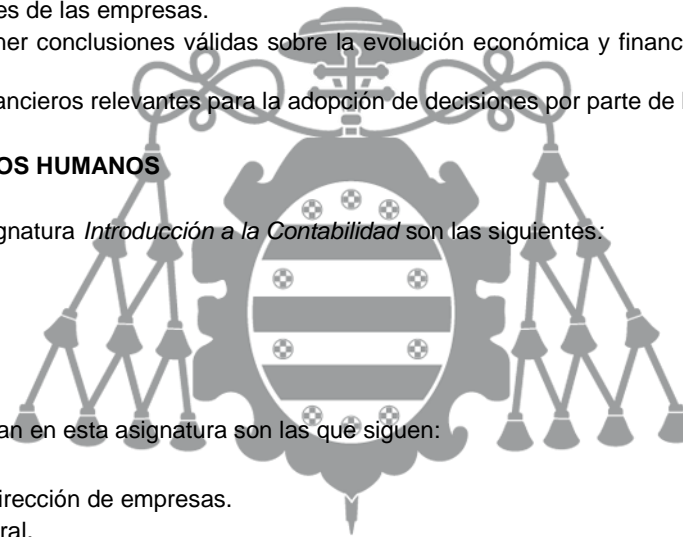 es de las empresas.
ner conclusiones válidas sobre la evolución económica y financ
ancieros relevantes para la adopción de decisiones por parte de l
OS HUMANOS
gnatura Introducción a la Contabilidad son las siguientes:
an en esta asignatura son las que siguen:
dirección de empresas.
ral.